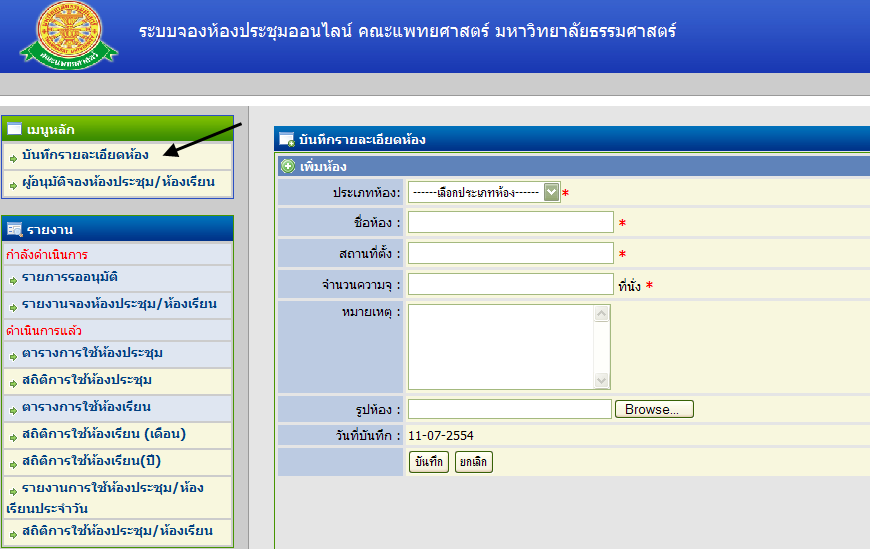 ระบบจองห้องประชุมออนไลน์ คณะแพทยศาสตร์ มหาวิทยาลัยธรรมศาสตร์
คณะแพทยศาสตร์
เมนูหลัก
บันทึกรายละเอียดห้อง
ผู้อนุมัติจองห้องประชุม/ห้องเรียน
รายงาน
กำลังดำเนินการ
รายการรออนุมัติ
รายงานจองห้องประชุม/ห้องเรียน
ดำเนินการแล้ว
ตารางการใช้ห้องประชุม
สถิติการใช้ห้องประชุม
ตารางการใช้ห้องเรียน
สถิติการใช้ห้องเรียน (เดือน)
สถิติการใช้ห้องเรียน(ปี)
รายงานการใช้ห้องประชุม/ห้อง
เรียนประจำวัน
สถิติการใช้ห้องประชุม/ห้องเรียน
บันทึกรายละเอียดห้อง
เพิ่มห้อง
ประเภทห้อง: ------เลือกประเภทห้อง------ *
ชื่อห้อง : *
สถานที่ตั้ง : *
จำนวนความจุ : ที่นั่ง *
หมายเหตุ :
รูปห้อง : Browse...
วันที่บันทึก : 11-07-2554
บันทึก ยกเลิก